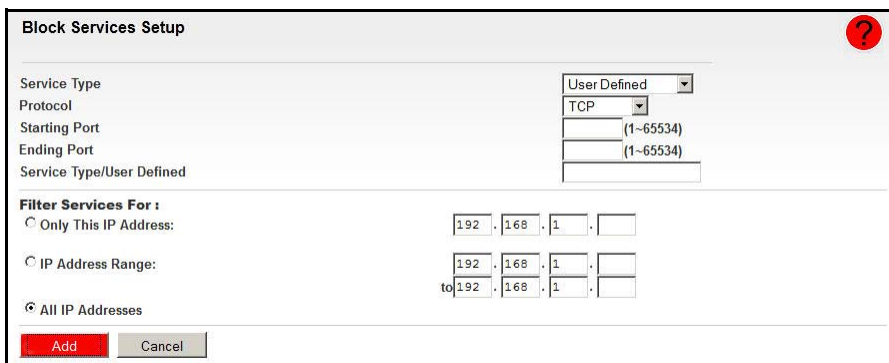 Block Services Setup
?
Service Type User Defined
Protocol TCP
Starting Port (1~65534)
Ending Port (1~65534)
Service Type/User Defined
Filter Services For :
Only This IP Address: 192 . 168 . 1 .
IP Address Range: 192 . 168 . 1 .
to 192 . 168 . 1 .
All IP Addresses
Add Cancel